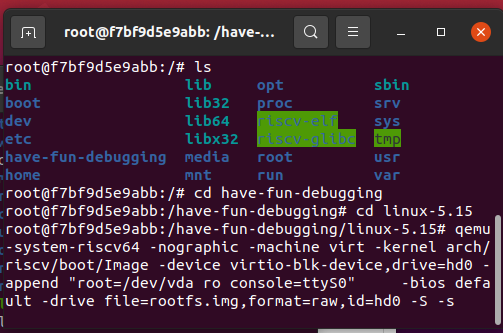 root@f7bf9d5e9abb: /have-...
root@f7bf9d5e9abb:/# ls
bin lib opt sbin
boot lib32 proc srv
dev lib64 riscv-elf sys
etc libx32 riscv-glibc tmp
have-fun-debugging media root usr
home mnt run var
root@f7bf9d5e9abb:/# cd have-fun-debugging
root@f7bf9d5e9abb:/have-fun-debugging# cd linux-5.15
root@f7bf9d5e9abb:/have-fun-debugging/linux-5.15# qemu
-system-riscv64 -nographic -machine virt -kernel arch/
riscv/boot/Image -device virtio-blk-device,drive=hd0 -
append "root=/dev/vda ro console=ttyS0"     -bios defa
ult -drive file=rootfs.img,format=raw,id=hd0 -S -s